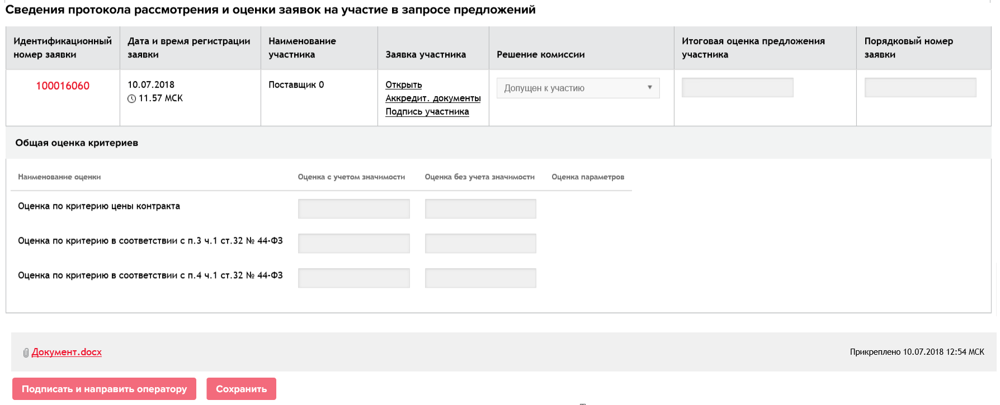 Сведения протокола рассмотрения и оценки заявок на участие в запросе предложений
Идентификационный номер заявки
Дата и время регистрации заявки
Наименование участника
Заявка участника
Решение комиссии
Итоговая оценка предложения участника
Порядковый номер заявки
100016060
10.07.2018
11.57 МСК
Поставщик 0
Открыть
Аккредит. документы
Подпись участника
Допущен к участию
Общая оценка критериев
Наименование оценки
Оценка с учетом значимости
Оценка без учета значимости
Оценка параметров
Оценка по критерию цены контракта
Оценка по критерию в соответствии с п.3 ч.1 ст.32 № 44-ФЗ
Оценка по критерию в соответствии с п.4 ч.1 ст.32 № 44-ФЗ
Документ.docx
Прикреплено 10.07.2018 12:54 МСК
Подписать и направить оператору
Сохранить